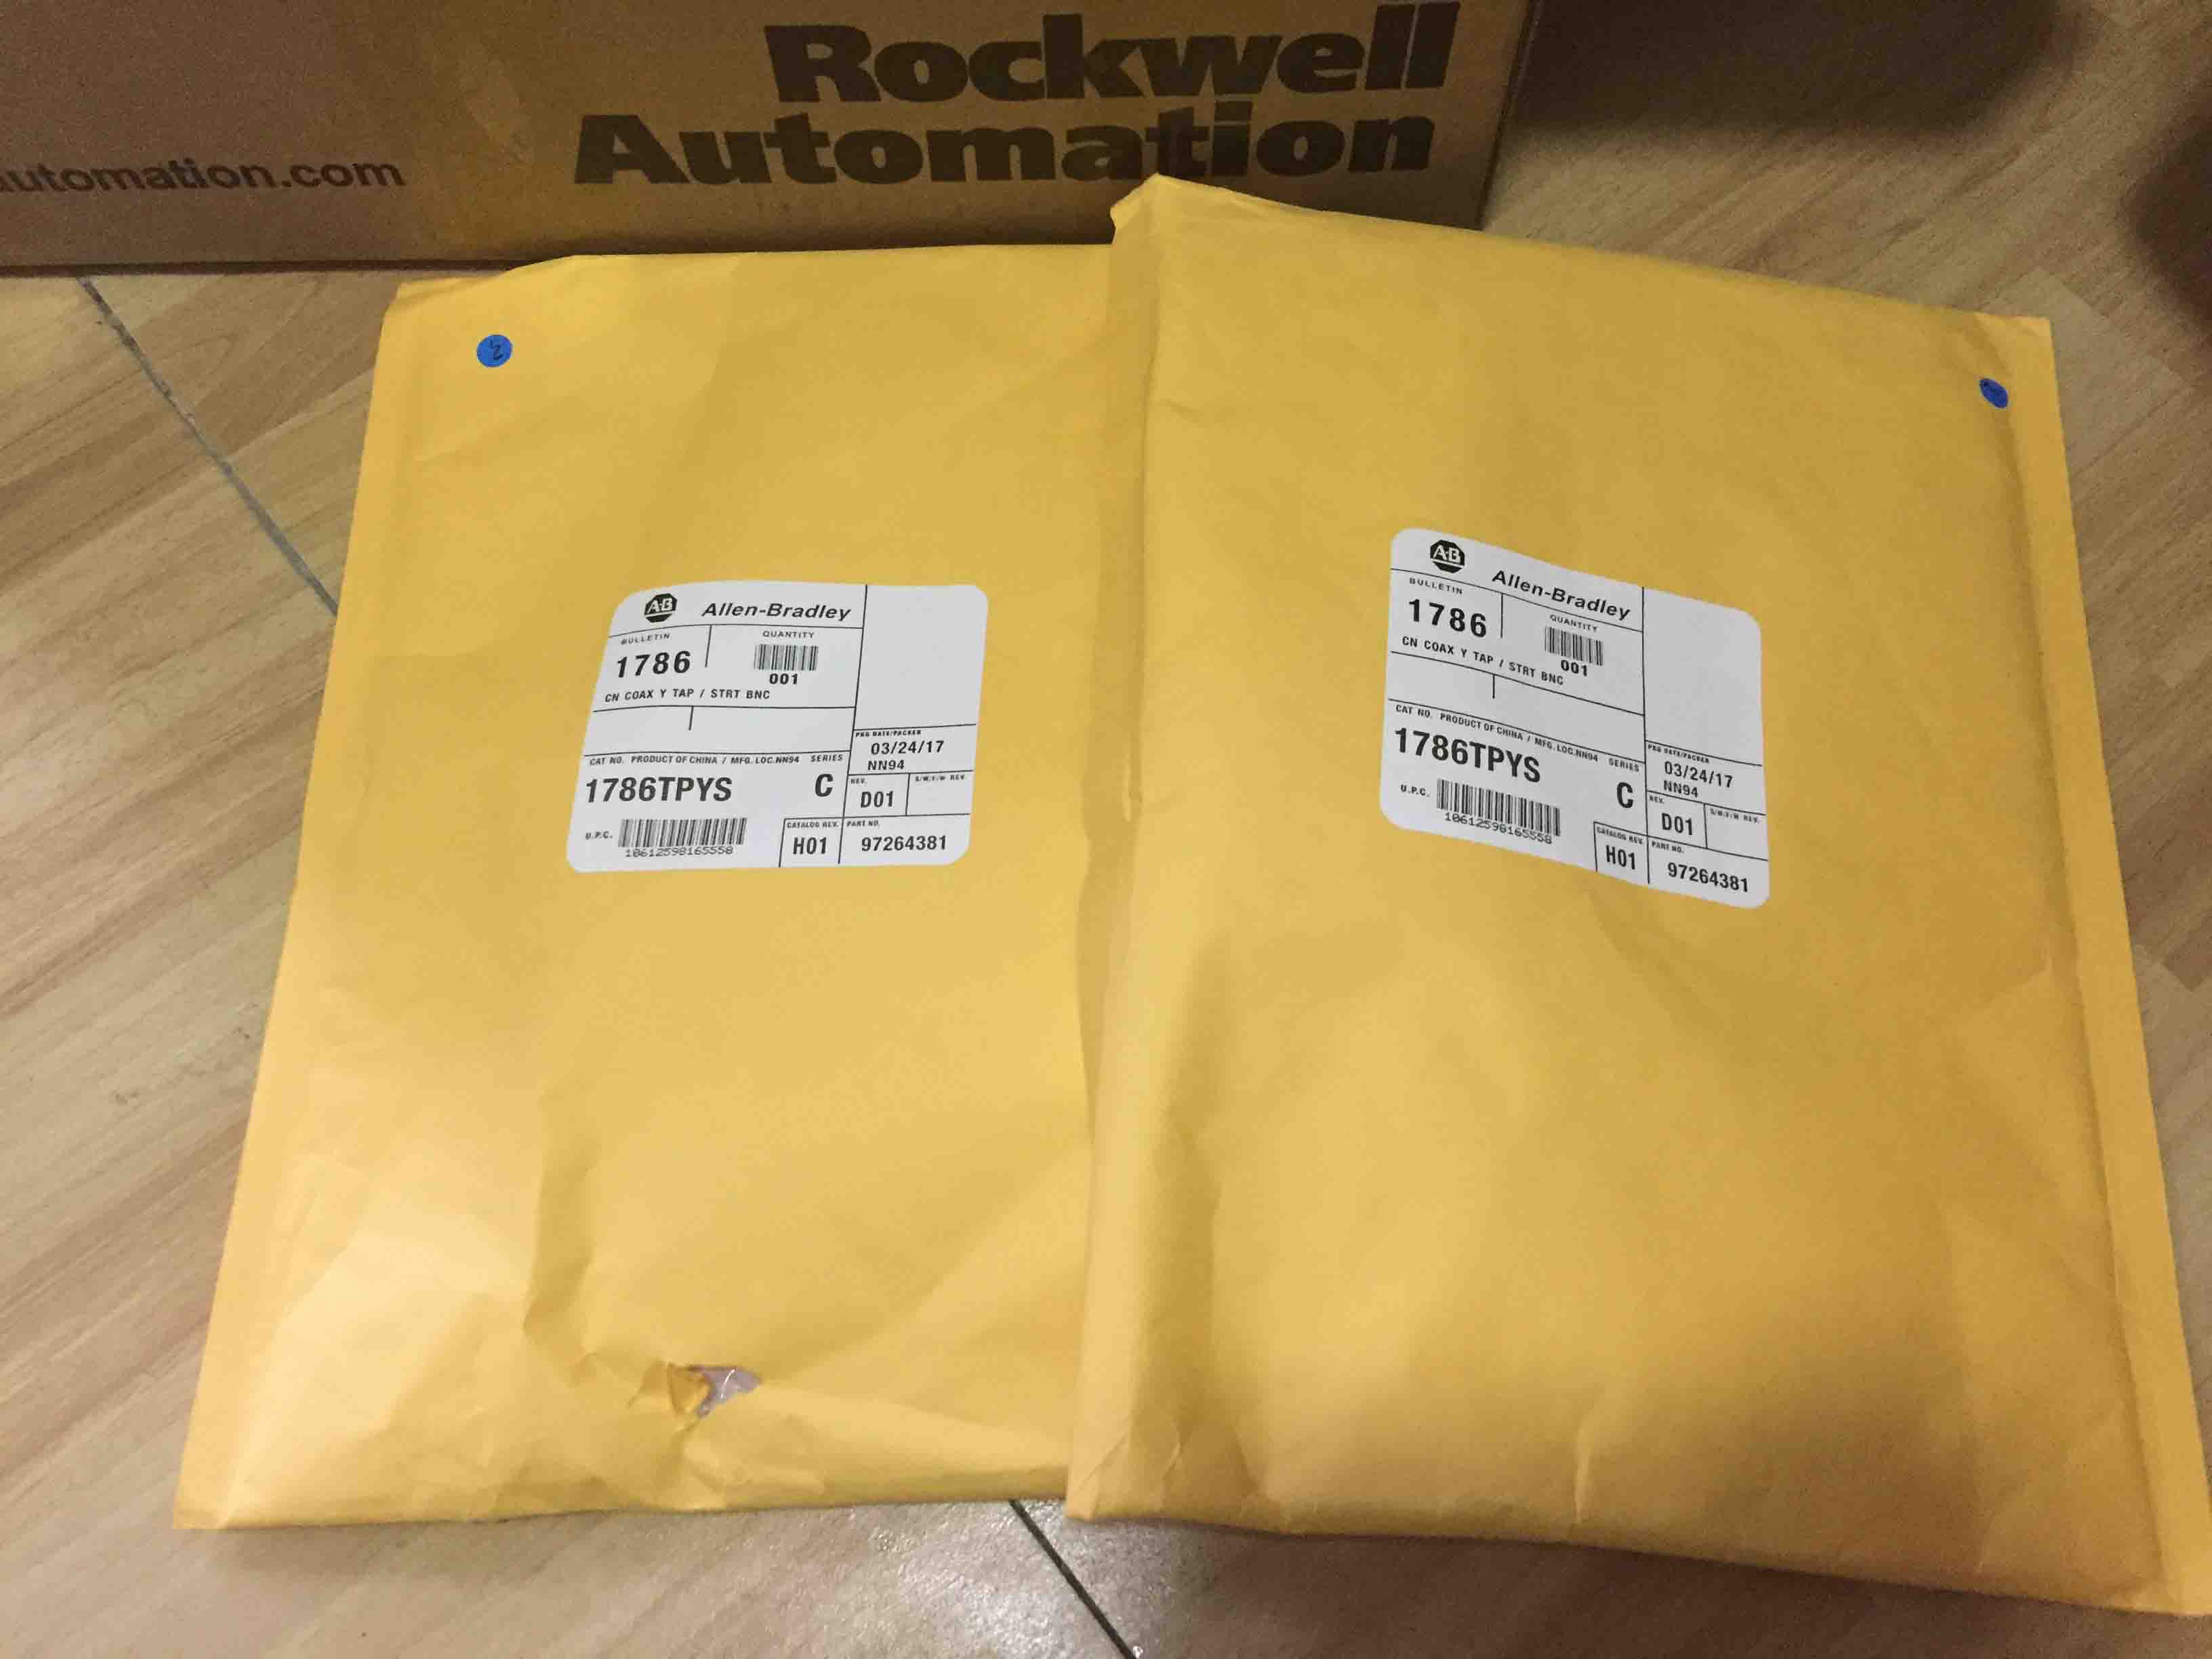 Rockwell
Automation
utomation.com
A-B Allen-Bradley
BULLETIN QUANTITY
1786
001
CN COAX Y TAP / STRT BNC
PKG DATE/PACKER
03/24/17
NN94
CAT NO. PRODUCT OF CHINA / MFG. LOC.NN94 SERIES
1786TPYS C
REV. S/W,F/W REV.
D01
U.P.C.
10612598165558
CATALOG REV. PART NO.
H01 97264381
A-B Allen-Bradley
BULLETIN QUANTITY
1786
001
CN COAX Y TAP / STRT BNC
PKG DATE/PACKER
03/24/17
NN94
CAT NO. PRODUCT OF CHINA / MFG. LOC.NN94 SERIES
1786TPYS C
REV. S/W,F/W REV.
D01
U.P.C.
10612598165558
CATALOG REV. PART NO.
H01 97264381